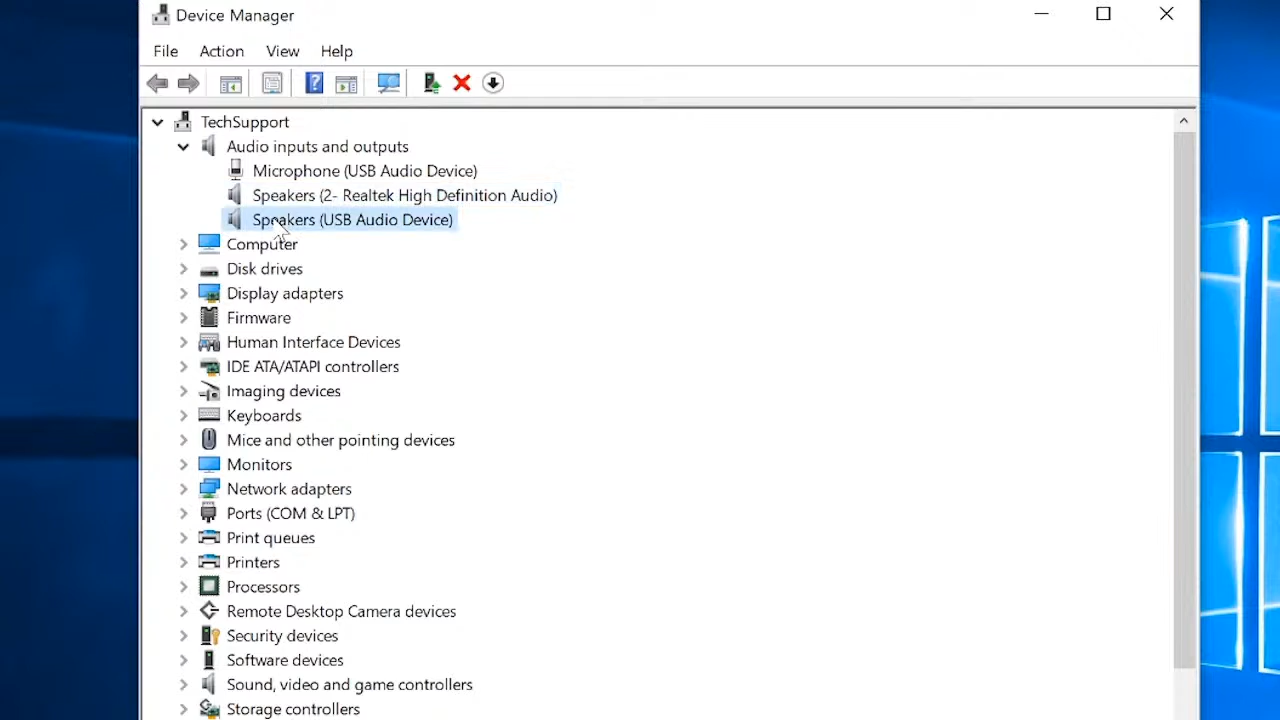 Device Manager
File Action View Help
TechSupport
Audio inputs and outputs
Microphone (USB Audio Device)
Speakers (2- Realtek High Definition Audio)
Speakers (USB Audio Device)
Computer
Disk drives
Display adapters
Firmware
Human Interface Devices
IDE ATA/ATAPI controllers
Imaging devices
Keyboards
Mice and other pointing devices
Monitors
Network adapters
Ports (COM & LPT)
Print queues
Printers
Processors
Remote Desktop Camera devices
Security devices
Software devices
Sound, video and game controllers
Storage controllers